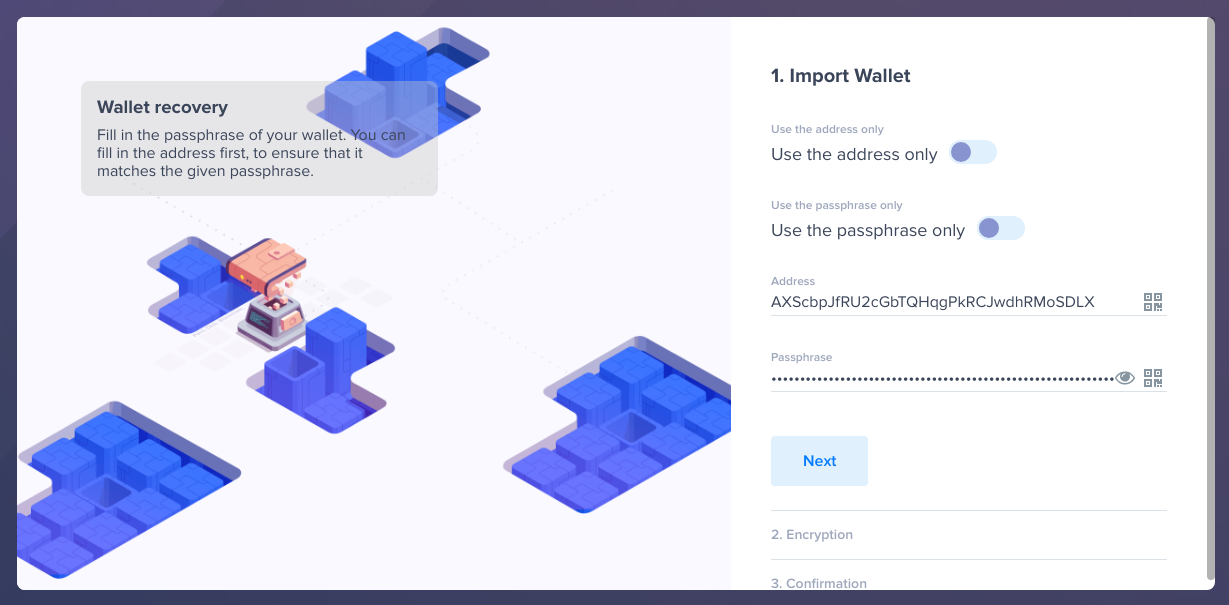 Wallet recovery
Fill in the passphrase of your wallet. You can
fill in the address first, to ensure that it
matches the given passphrase.
1. Import Wallet
Use the address only
Use the address only
Use the passphrase only
Use the passphrase only
Address
AXScbpJfRU2cGbTQHqgPkRCJwdhRMoSDLX
Passphrase
Next
2. Encryption
3. Confirmation